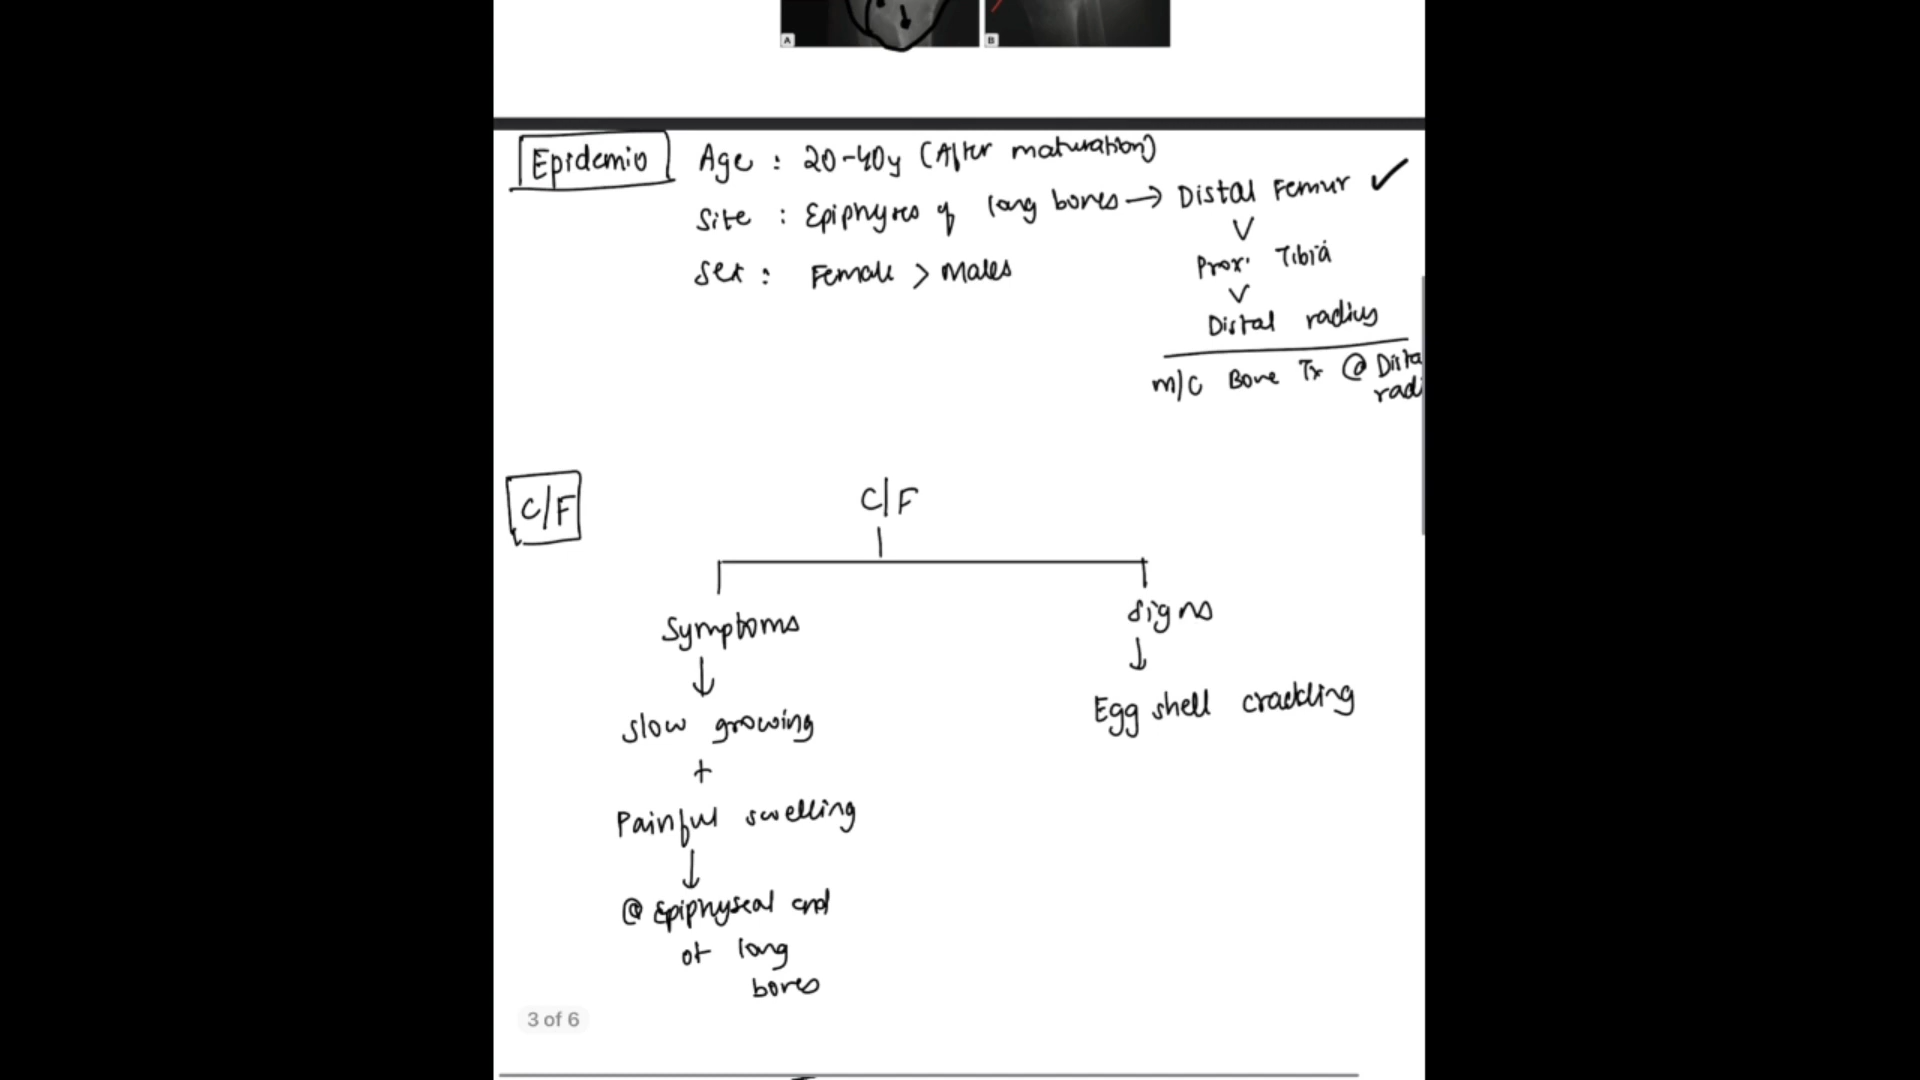 A
B
Epidemio
Age : 20-40y (After maturation)
Site : Epiphyses of long bones → Distal Femur ✓
V
Prox. Tibia
V
Distal radius
Sex : Female > Males
m/c Bone Tx @ Dista
radi
C/F
C/F
Symptoms
↓
slow growing
+
Painful swelling
↓
@ Epiphyseal end
of long
bones
Signs
↓
Egg shell crackling
3 of 6